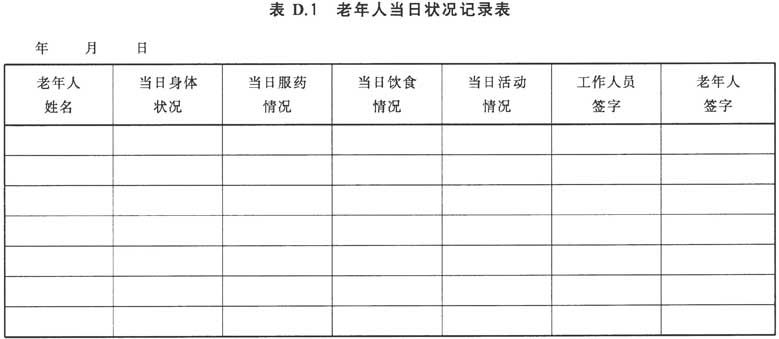 表 D.1 老年人当日状况记录表
年 月 日
老年人 当日身体 当日服药 当日饮食 当日活动 工作人员 老年人
姓名 状况 情况 情况 情况 签字 签字